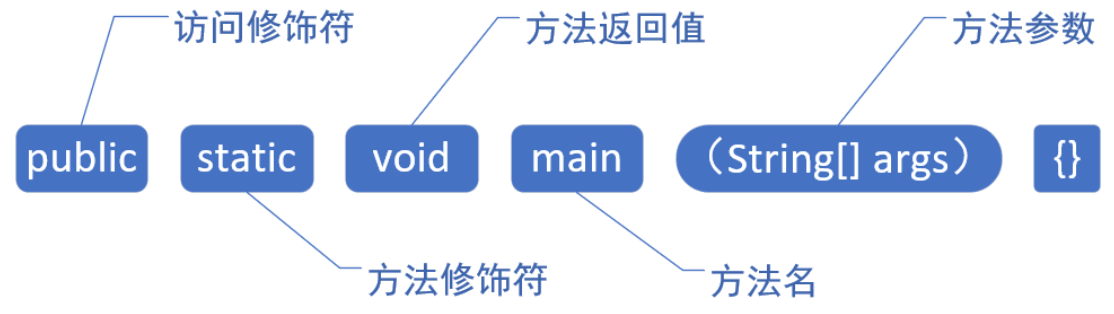 访问修饰符 方法返回值 方法参数
public static void main （String[] args） {}
方法修饰符 方法名